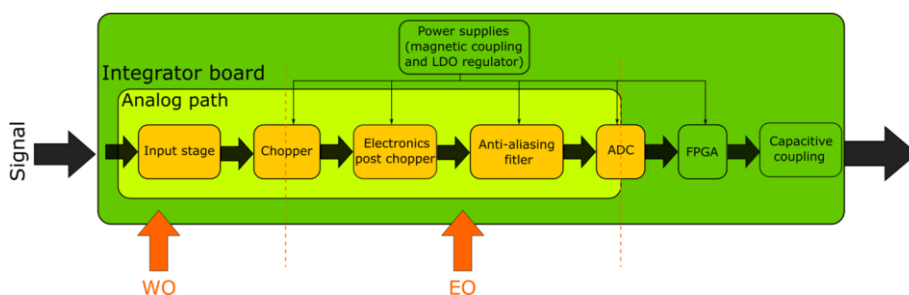 Power supplies
(magnetic coupling
and LDO regulator)
Integrator board
Analog path
Signal
Input stage
Chopper
Electronics
post chopper
Anti-aliasing
fitler
ADC
FPGA
Capacitive
coupling
WO
EO